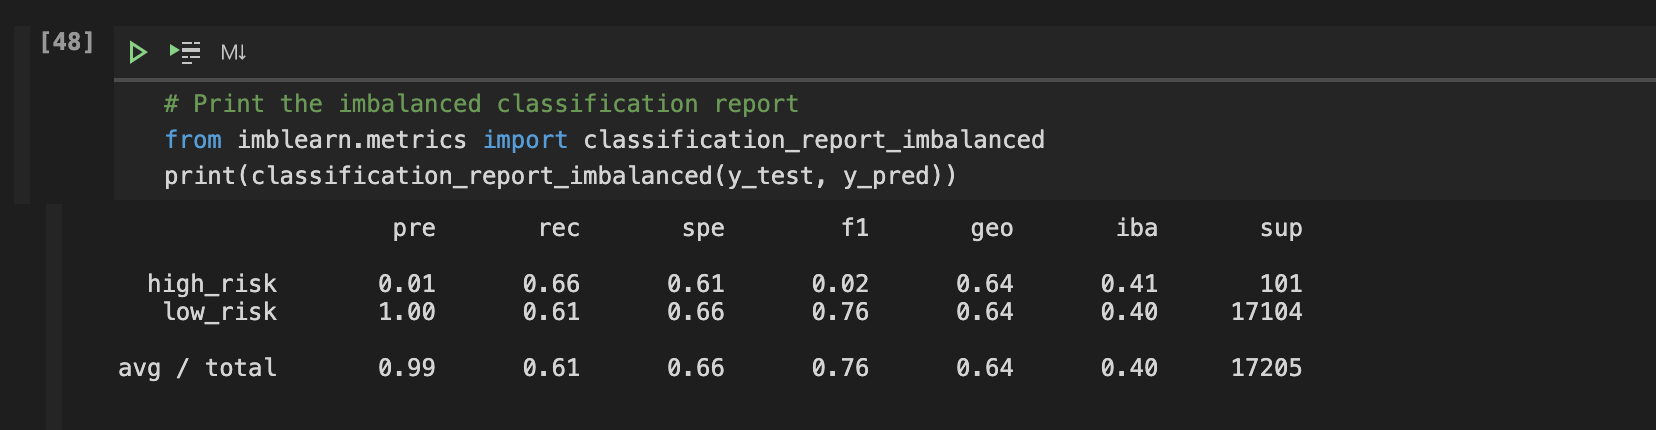 [48]
M↓
# Print the imbalanced classification report
from imblearn.metrics import classification_report_imbalanced
print(classification_report_imbalanced(y_test, y_pred))
pre rec spe f1 geo iba sup
high_risk 0.01 0.66 0.61 0.02 0.64 0.41 101
low_risk 1.00 0.61 0.66 0.76 0.64 0.40 17104
avg / total 0.99 0.61 0.66 0.76 0.64 0.40 17205